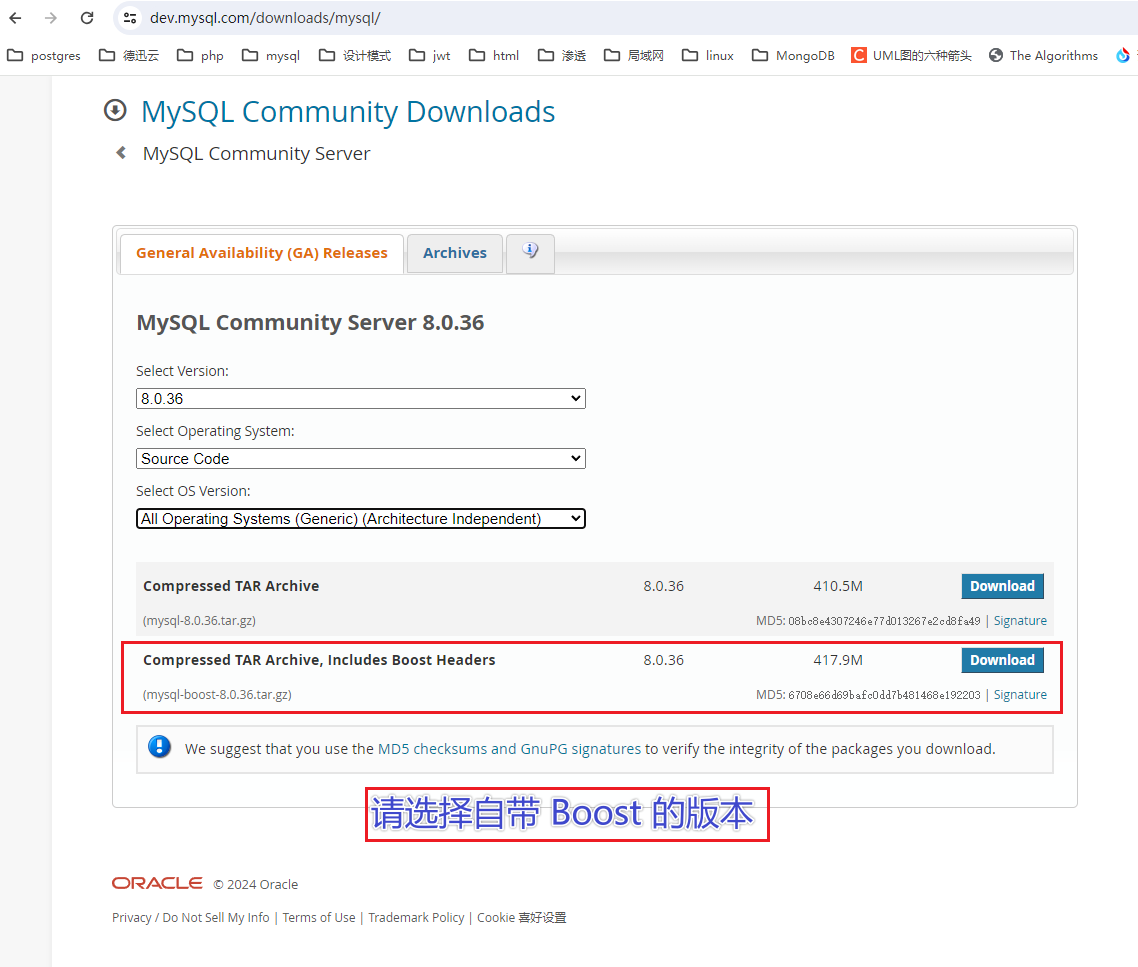 dev.mysql.com/downloads/mysql/
postgres 德迅云 php mysql 设计模式 jwt html 渗透 局域网 linux MongoDB UML图的六种箭头 The Algorithms
MySQL Community Downloads
MySQL Community Server
General Availability (GA) Releases Archives
MySQL Community Server 8.0.36
Select Version:
8.0.36
Select Operating System:
Source Code
Select OS Version:
All Operating Systems (Generic) (Architecture Independent)
Compressed TAR Archive 8.0.36 410.5M Download
(mysql-8.0.36.tar.gz) MD5: 08bc8e4307246e77d013267e2cd8fa49 | Signature
Compressed TAR Archive, Includes Boost Headers 8.0.36 417.9M Download
(mysql-boost-8.0.36.tar.gz) MD5: 6708e66d69bafc0dd7b481468e192203 | Signature
We suggest that you use the MD5 checksums and GnuPG signatures to verify the integrity of the packages you download.
请选择自带 Boost 的版本
ORACLE © 2024 Oracle
Privacy / Do Not Sell My Info | Terms of Use | Trademark Policy | Cookie 喜好设置